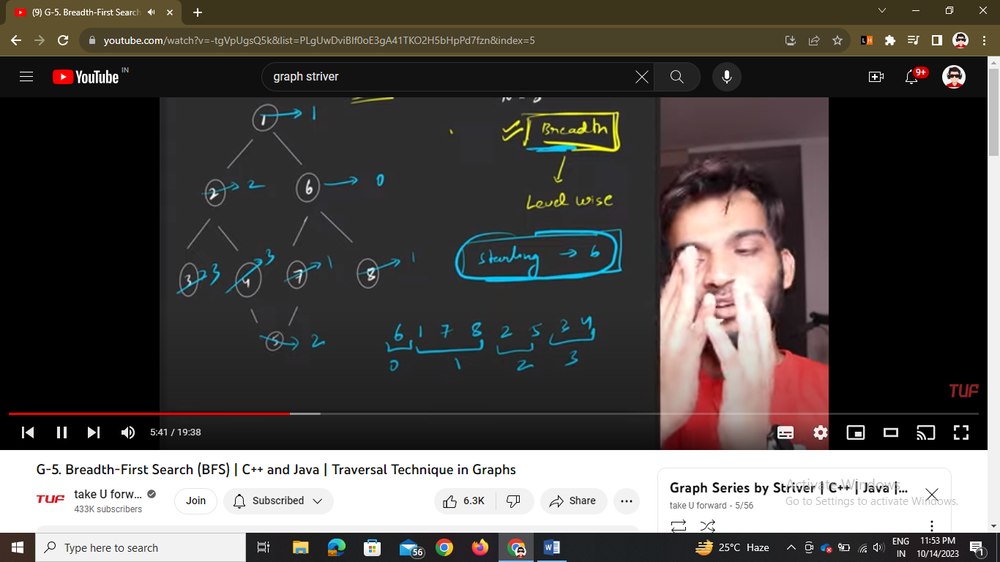 (9) G-5. Breadth-First Search
youtube.com/watch?v=-tgVpUgsQ5k&list=PLgUwDviBIf0oE3gA41TKO2H5bHpPd7fzn&index=5
YouTube IN
graph striver
9+
1 → 1
Breadth
2 → 2 6 → 0
Level wise
3 → 3 4 → 3 7 → 1 8 → 1
Starting → 6
5 → 2
6 1 7 8 2 5 3 4
0 1 2 3
TUF
5:41 / 19:38
G-5. Breadth-First Search (BFS) | C++ and Java | Traversal Technique in Graphs
TUF
take U forw...
433K subscribers
Join
Subscribed
6.3K
Share
Graph Series by Striver | C++ | Java |...
take U forward - 5/56
Activate Windows
Go to Settings to activate Windows.
Type here to search
56
25°C Haze
ENG
IN
11:53 PM
10/14/2023
1